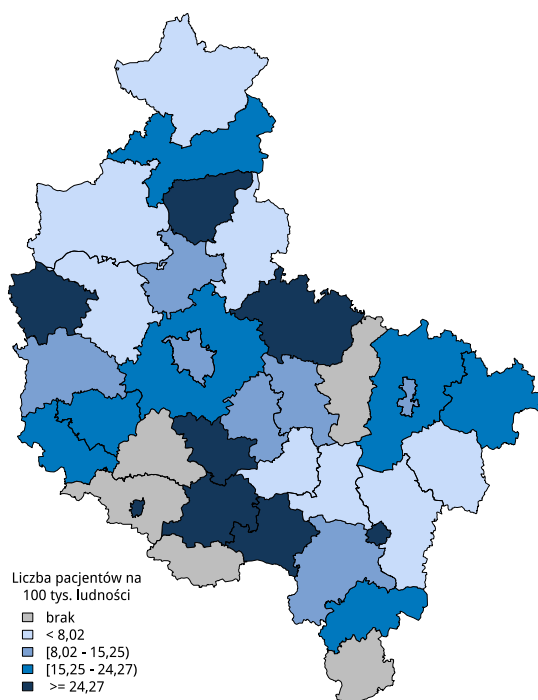 Liczba pacjentów na
100 tys. ludności
brak
< 8,02
[8,02 - 15,25)
[15,25 - 24,27)
>= 24,27